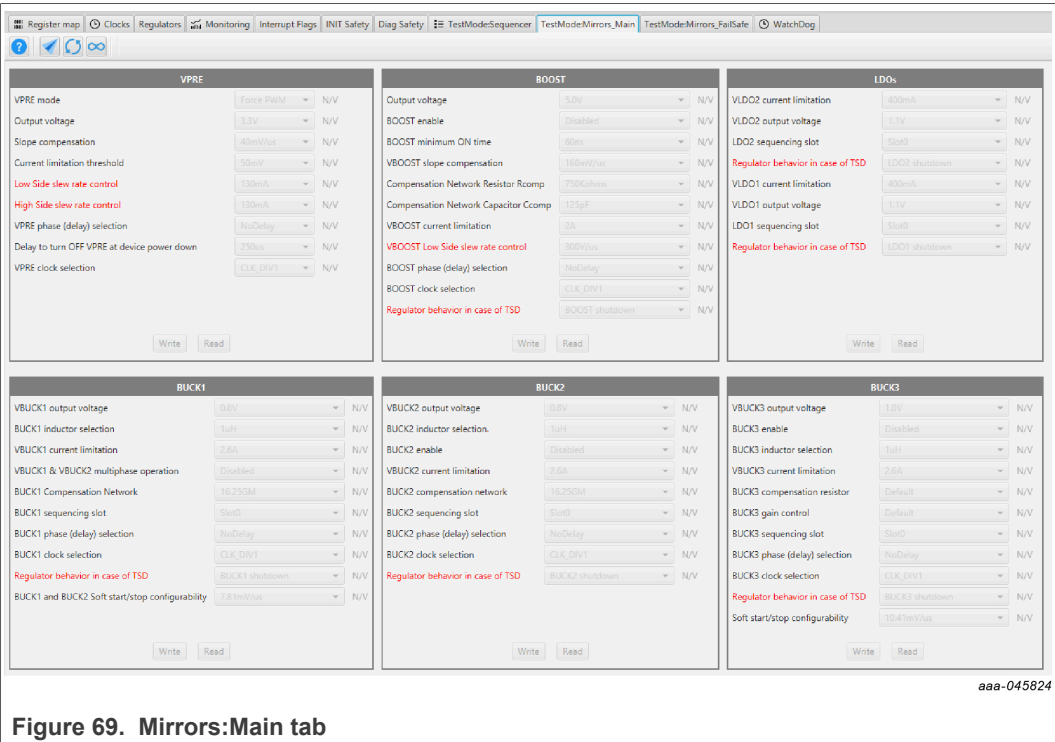 Register map Clocks Regulators Monitoring Interrupt Flags INIT Safety Diag Safety TestMode:Sequencer TestMode:Mirrors_Main TestMode:Mirrors_FailSafe WatchDog
VPRE
VPRE mode Force PWM N/V
Output voltage 3.3V N/V
Slope compensation 40mV/us N/V
Current limitation threshold 50mV N/V
Low Side slew rate control 130mA N/V
High Side slew rate control 130mA N/V
VPRE phase (delay) selection NoDelay N/V
Delay to turn OFF VPRE at device power down 250us N/V
VPRE clock selection CLK_DIV1 N/V
Write Read
BOOST
Output voltage 5.0V N/V
BOOST enable Disabled N/V
BOOST minimum ON time 60ns N/V
VBOOST slope compensation 160mV/us N/V
Compensation Network Resistor Rcomp 750Kohms N/V
Compensation Network Capacitor Ccomp 125pF N/V
VBOOST current limitation 2A N/V
VBOOST Low Side slew rate control 300V/us N/V
BOOST phase (delay) selection NoDelay N/V
BOOST clock selection CLK_DIV1 N/V
Regulator behavior in case of TSD BOOST shutdown N/V
Write Read
LDOs
VLDO2 current limitation 400mA N/V
VLDO2 output voltage 1.1V N/V
LDO2 sequencing slot Slot0 N/V
Regulator behavior in case of TSD LDO2 shutdown N/V
VLDO1 current limitation 400mA N/V
VLDO1 output voltage 1.1V N/V
LDO1 sequencing slot Slot0 N/V
Regulator behavior in case of TSD LDO1 shutdown N/V
Write Read
BUCK1
VBUCK1 output voltage 0.8V N/V
BUCK1 inductor selection 1uH N/V
VBUCK1 current limitation 2.6A N/V
VBUCK1 & VBUCK2 multiphase operation Disabled N/V
BUCK1 Compensation Network 16.25GM N/V
BUCK1 sequencing slot Slot0 N/V
BUCK1 phase (delay) selection NoDelay N/V
BUCK1 clock selection CLK_DIV1 N/V
Regulator behavior in case of TSD BUCK1 shutdown N/V
BUCK1 and BUCK2 Soft start/stop configurability 7.81mV/us N/V
Write Read
BUCK2
VBUCK2 output voltage 0.8V N/V
BUCK2 inductor selection. 1uH N/V
BUCK2 enable Disabled N/V
VBUCK2 current limitation 2.6A N/V
BUCK2 compensation network 16.25GM N/V
BUCK2 sequencing slot Slot0 N/V
BUCK2 phase (delay) selection NoDelay N/V
BUCK2 clock selection CLK_DIV1 N/V
Regulator behavior in case of TSD BUCK2 shutdown N/V
Write Read
BUCK3
VBUCK3 output voltage 1.0V N/V
BUCK3 enable Disabled N/V
BUCK3 inductor selection 1uH N/V
VBUCK3 current limitation 2.6A N/V
BUCK3 compensation resistor Default N/V
BUCK3 gain control Default N/V
BUCK3 sequencing slot Slot0 N/V
BUCK3 phase (delay) selection NoDelay N/V
BUCK3 clock selection CLK_DIV1 N/V
Regulator behavior in case of TSD BUCK3 shutdown N/V
Soft start/stop configurability 10.41mV/us N/V
Write Read
aaa-045824
Figure 69. Mirrors:Main tab